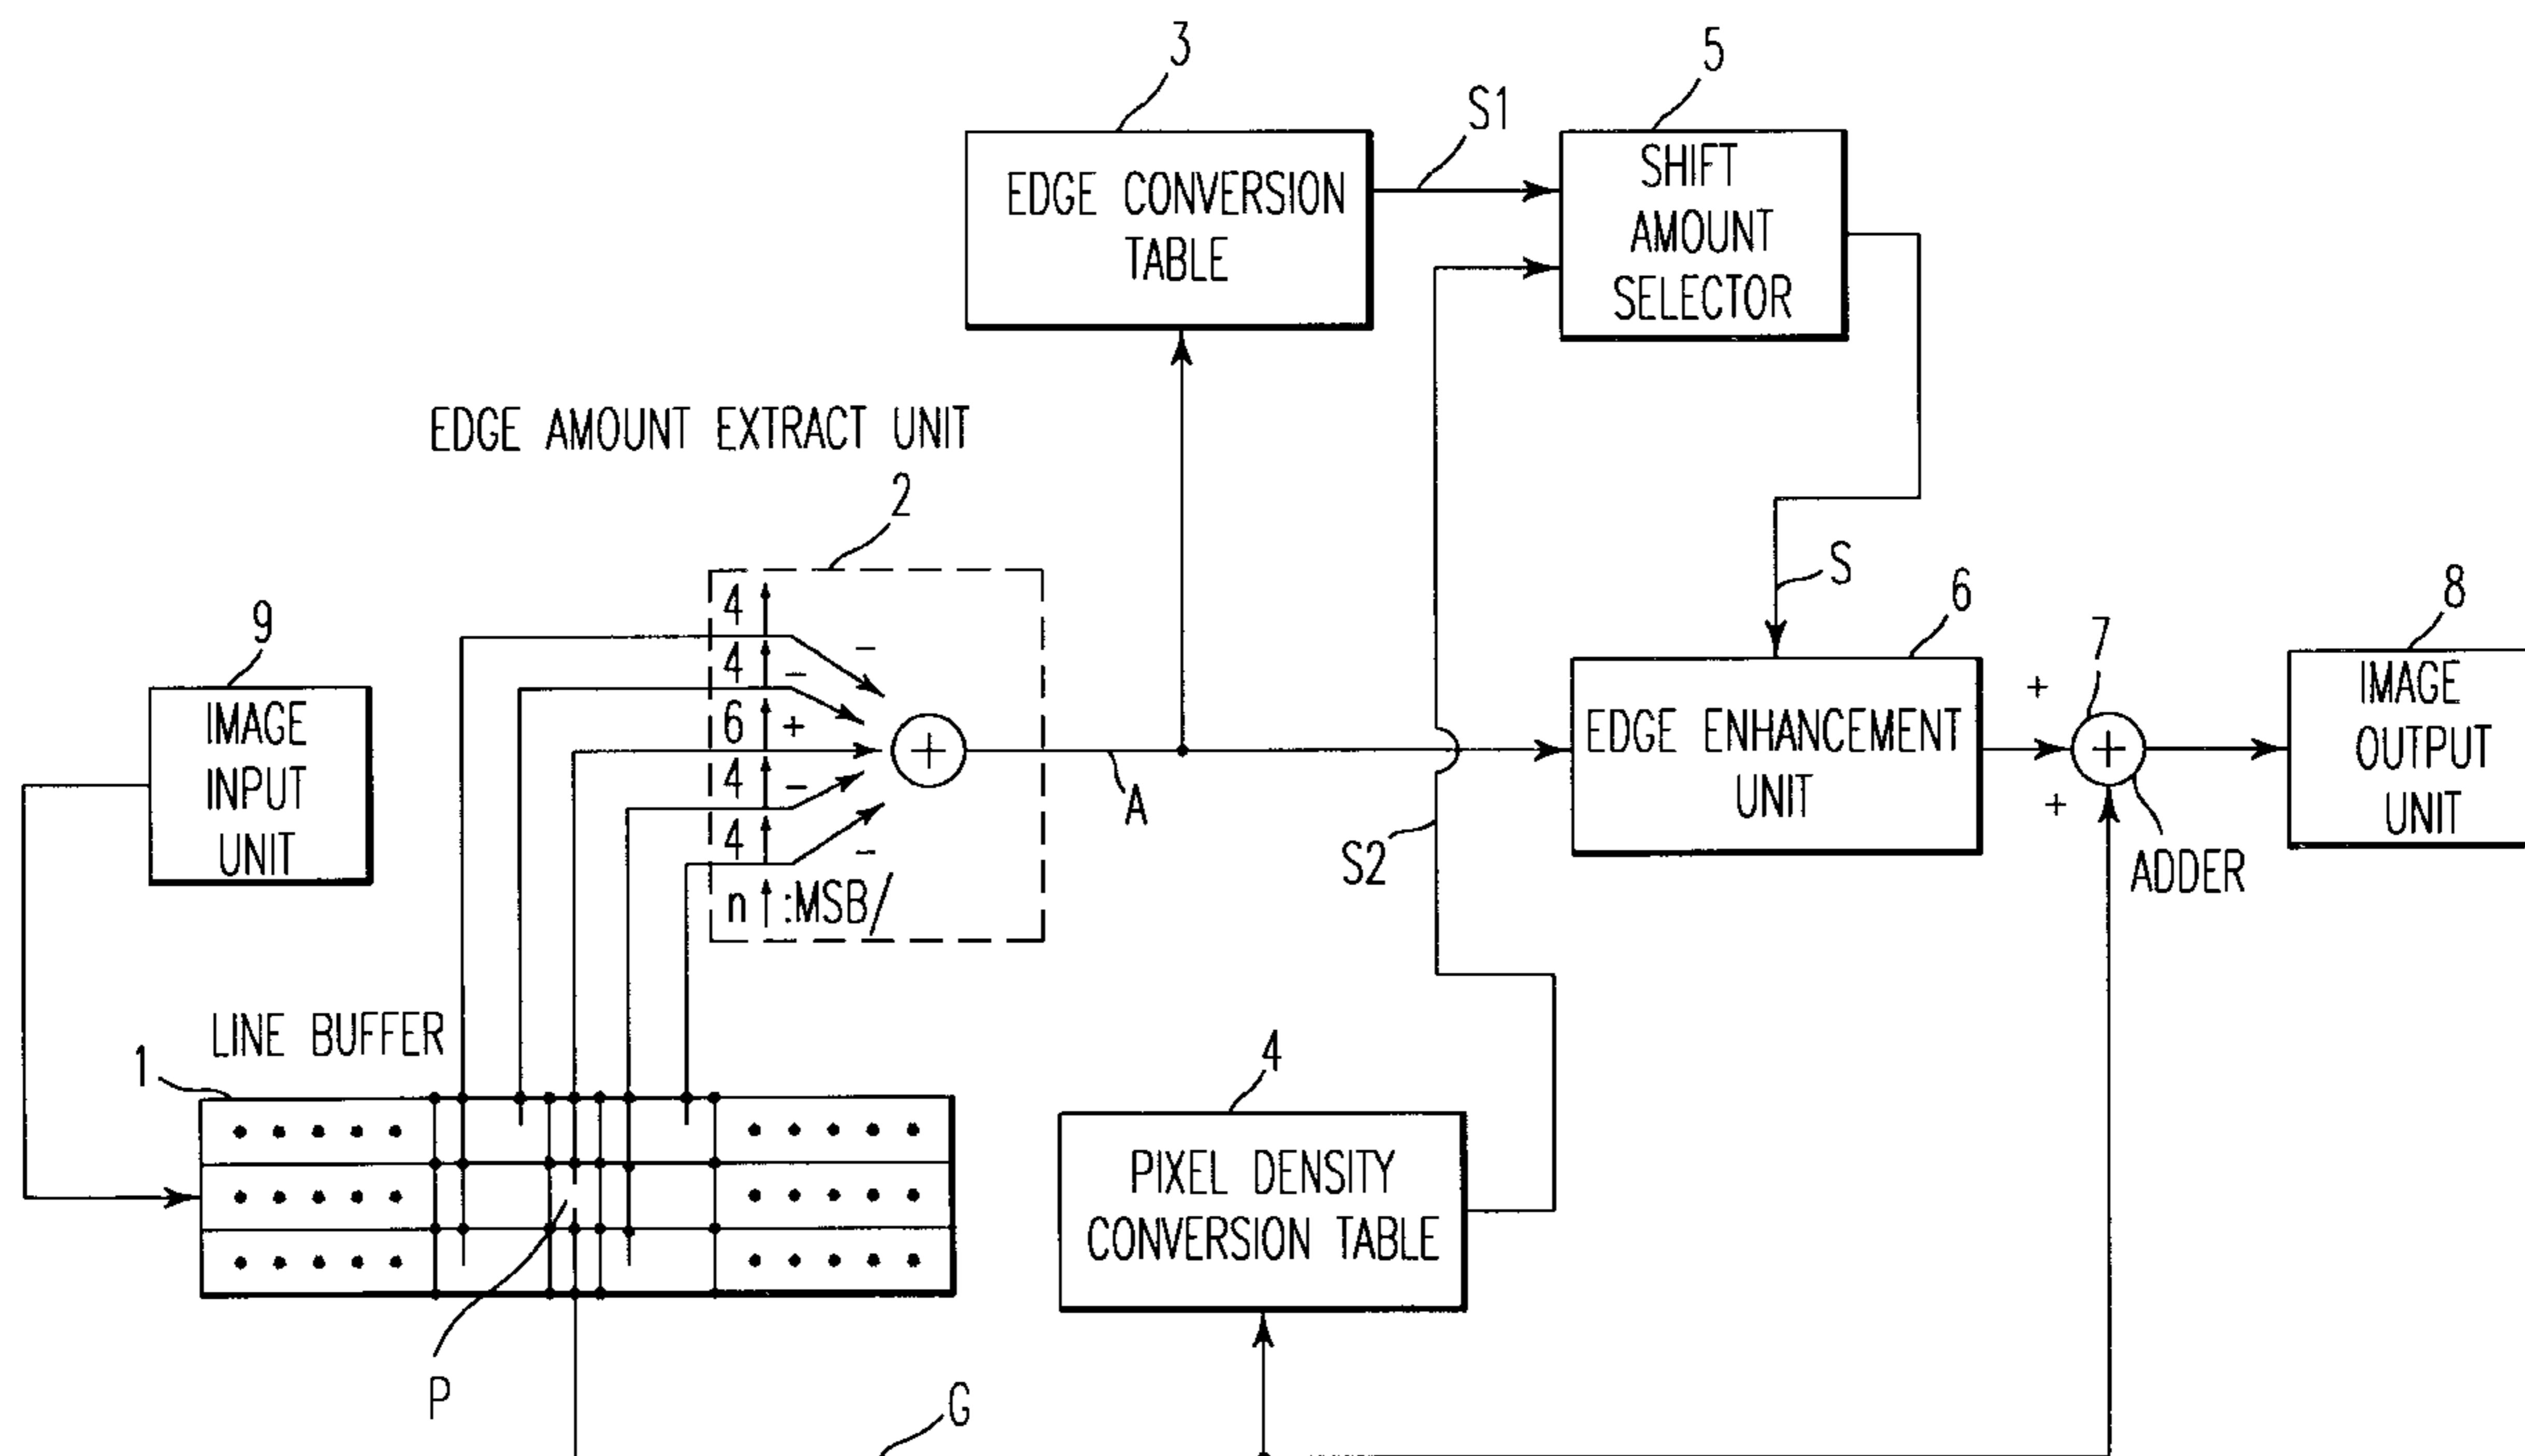 3
5
S1
EDGE CONVERSION
TABLE
SHIFT
AMOUNT
SELECTOR
EDGE AMOUNT EXTRACT UNIT
2
S
6
7
8
9
IMAGE
INPUT
UNIT
4
-
4
-
6
+
4
-
4
-
n :MSB/
+
A
EDGE ENHANCEMENT
UNIT
+
+
+
ADDER
IMAGE
OUTPUT
UNIT
S2
LINE BUFFER
1
4
PIXEL DENSITY
CONVERSION TABLE
P
G